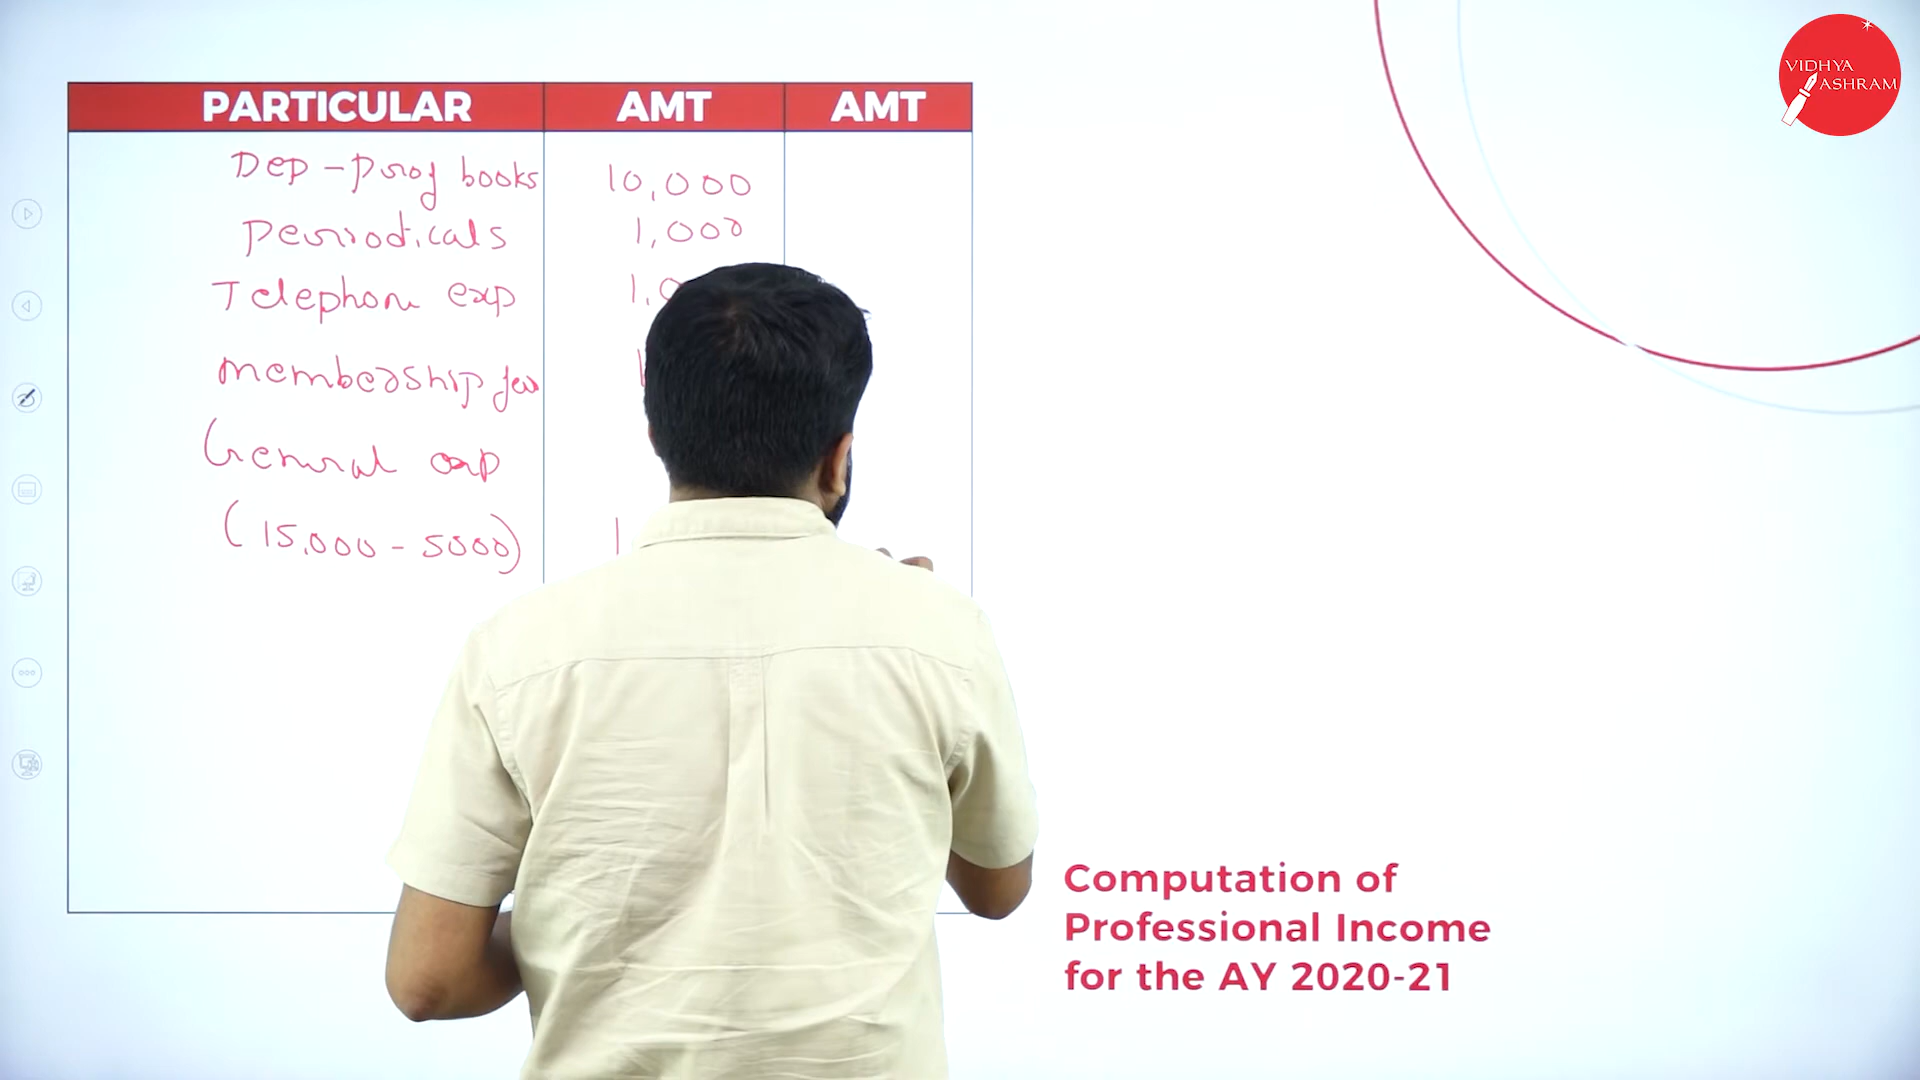 VIDHYA
ASHRAM
PARTICULAR AMT AMT
Dep - Prof books 10,000
Periodicals 1,000
Telephone exp
membership fees
General exp
(15,000 - 5000)
Computation of
Professional Income
for the AY 2020-21